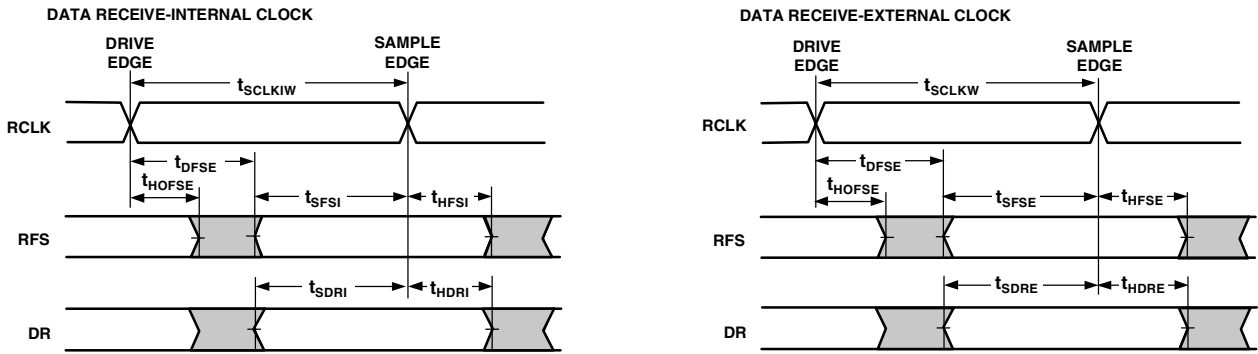 DATA RECEIVE-INTERNAL CLOCK
DRIVE
EDGE
SAMPLE
EDGE
tSCLKIW
RCLK
tDFSE
tHOFSE
tSFSI
tHFSI
RFS
tSDRI
tHDRI
DR
DATA RECEIVE-EXTERNAL CLOCK
DRIVE
EDGE
SAMPLE
EDGE
tSCLKW
RCLK
tDFSE
tHOFSE
tSFSE
tHFSE
RFS
tSDRE
tHDRE
DR